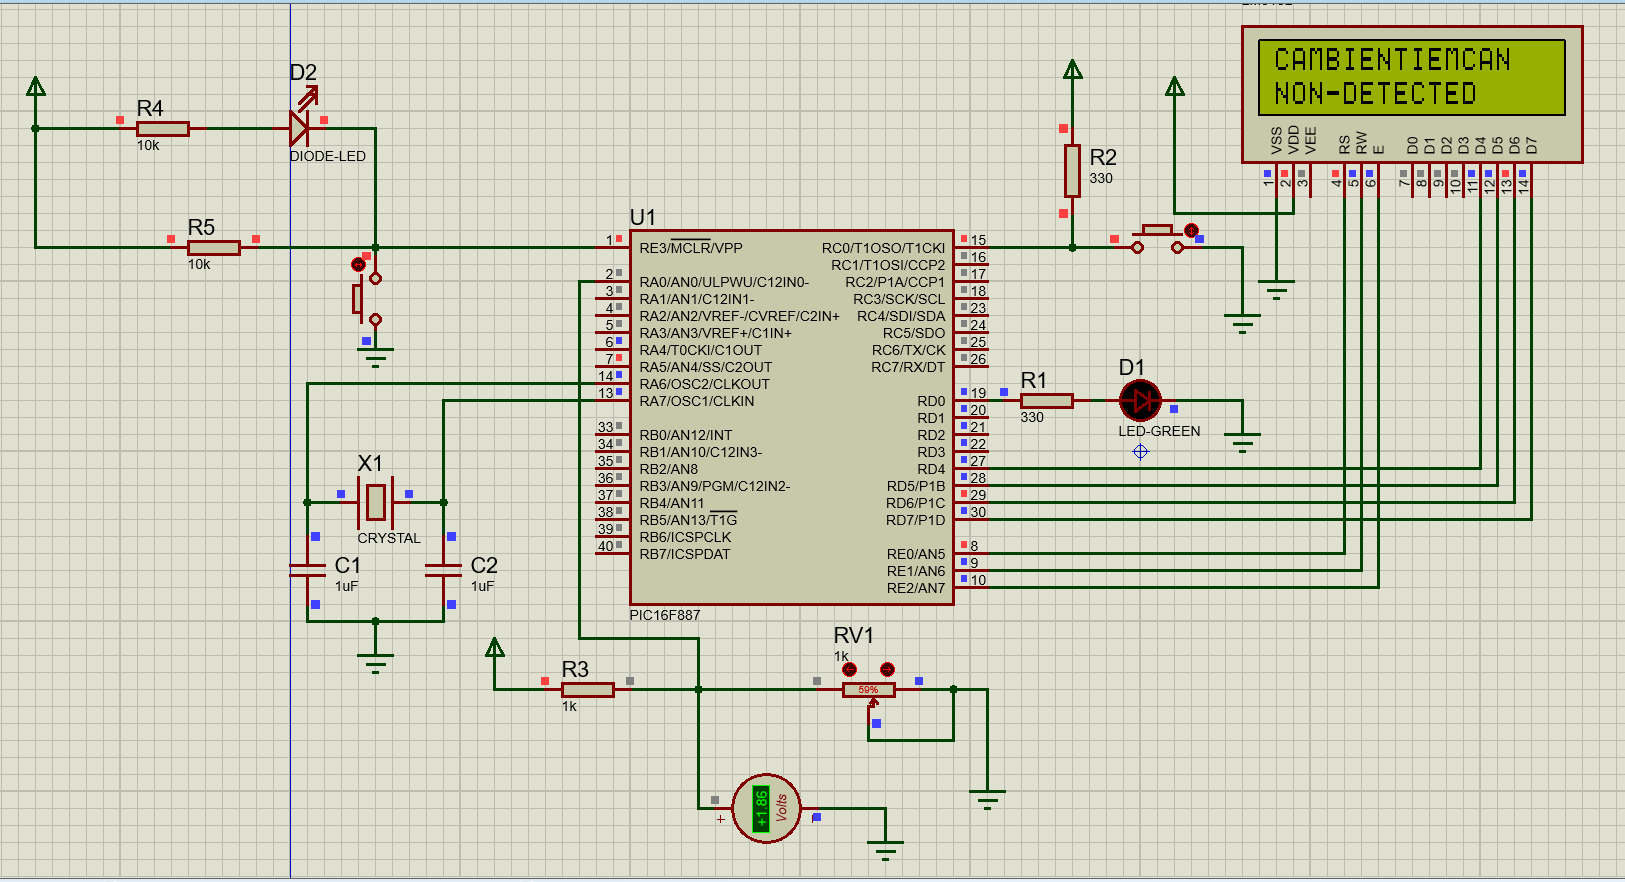 CAMBIENTIEMCAN
NON-DETECTED
VSS
VDD
VEE
RS
RW
E
D0
D1
D2
D3
D4
D5
D6
D7
1
2
3
4
5
6
7
8
9
10
11
12
13
14
D2
DIODE-LED
R4
10k
R5
10k
R2
330
U1
1 RE3/MCLR/VPP
2 RA0/AN0/ULPWU/C12IN0-
3 RA1/AN1/C12IN1-
4 RA2/AN2/VREF-/CVREF/C2IN+
5 RA3/AN3/VREF+/C1IN+
6 RA4/T0CKI/C1OUT
7 RA5/AN4/SS/C2OUT
14 RA6/OSC2/CLKOUT
13 RA7/OSC1/CLKIN
33 RB0/AN12/INT
34 RB1/AN10/C12IN3-
35 RB2/AN8
36 RB3/AN9/PGM/C12IN2-
37 RB4/AN11
38 RB5/AN13/T1G
39 RB6/ICSPCLK
40 RB7/ICSPDAT
RC0/T1OSO/T1CKI 15
RC1/T1OSI/CCP2 16
RC2/P1A/CCP1 17
RC3/SCK/SCL 18
RC4/SDI/SDA 23
RC5/SDO 24
RC6/TX/CK 25
RC7/RX/DT 26
RD0 19
RD1 20
RD2 21
RD3 22
RD4 27
RD5/P1B 28
RD6/P1C 29
RD7/P1D 30
RE0/AN5 8
RE1/AN6 9
RE2/AN7 10
PIC16F887
R1
330
D1
LED-GREEN
X1
CRYSTAL
C1
1uF
C2
1uF
R3
1k
RV1
1k
59%
+1.86
Volts
+